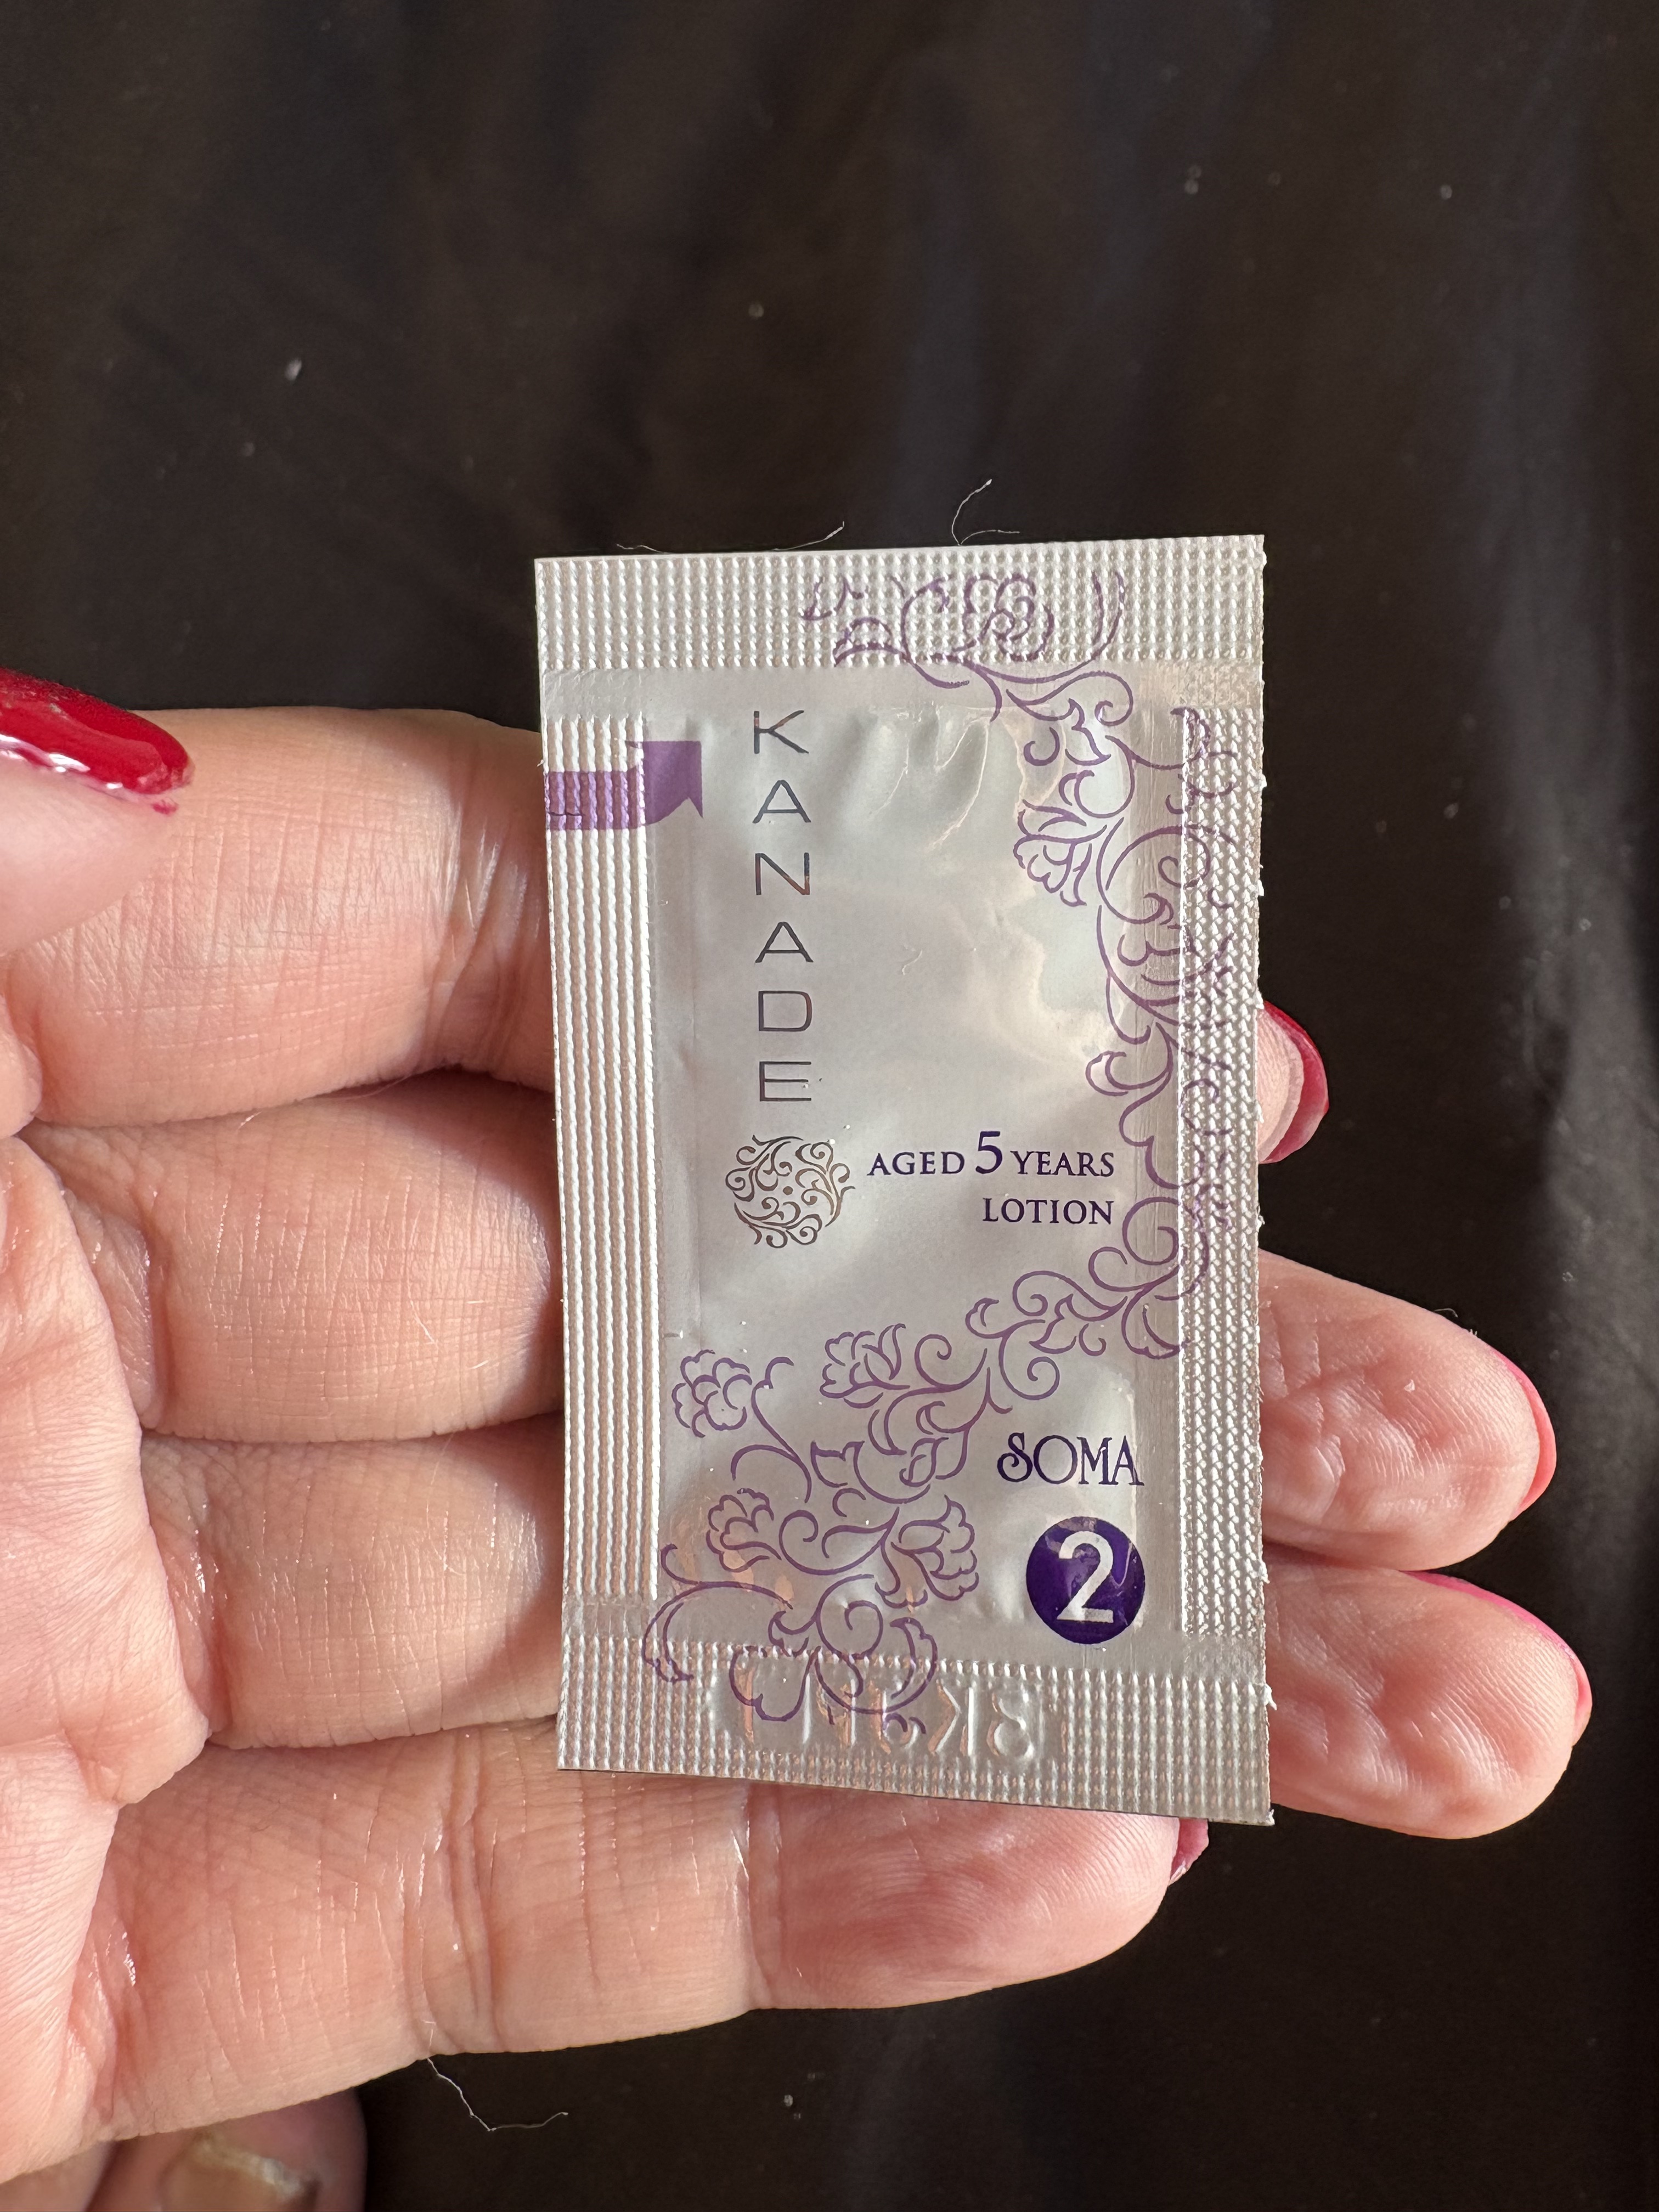 KANADE
AGED 5 YEARS
LOTION
SOMA
2